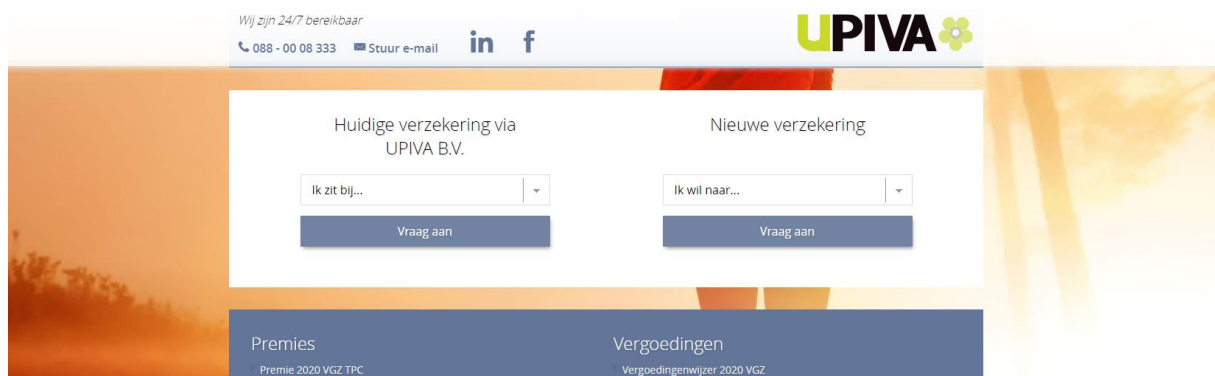 Wij zijn 24/7 bereikbaar
088 - 00 08 333 Stuur e-mail in f
UPIVA
Huidige verzekering via
UPIVA B.V.
Ik zit bij...
Vraag aan
Nieuwe verzekering
Ik wil naar...
Vraag aan
Premies
Premie 2020 VGZ TPC
Vergoedingen
Vergoedingenwijzer 2020 VGZ